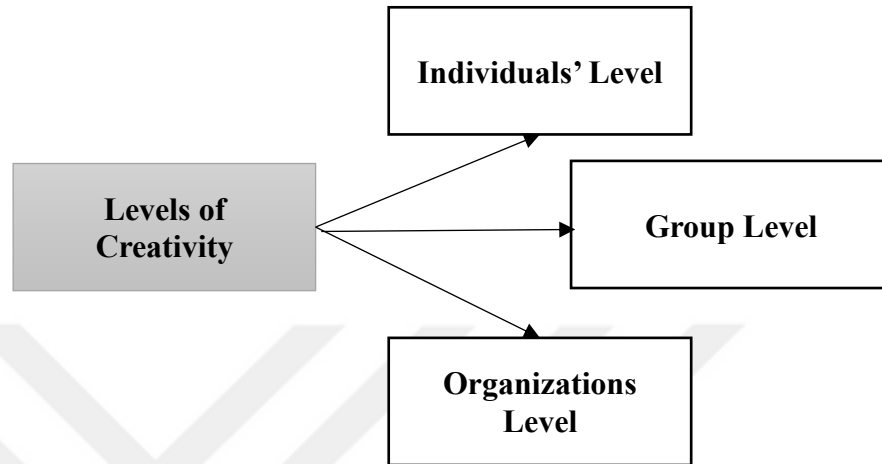 Individuals’ Level
Levels of
Creativity
Group Level
Organizations
Level